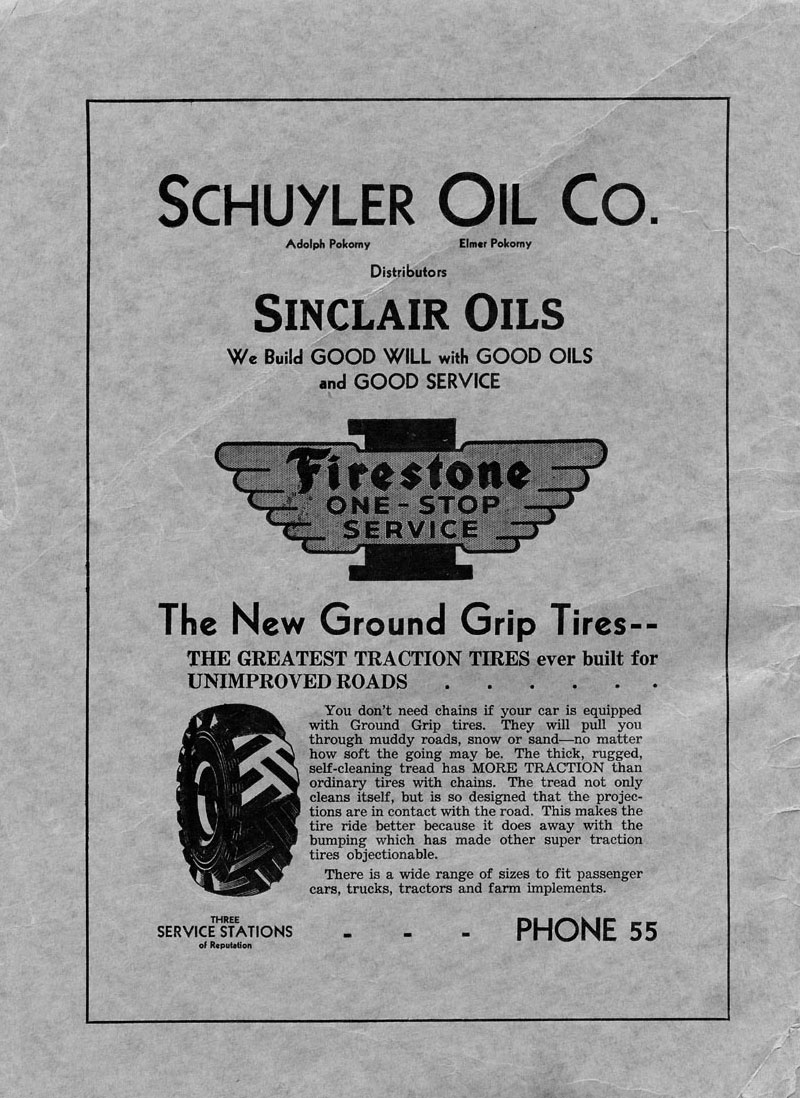 SCHUYLER OIL CO.
Adolph Pokorny Elmer Pokorny
Distributors
SINCLAIR OILS
We Build GOOD WILL with GOOD OILS
and GOOD SERVICE
Firestone
ONE-STOP
SERVICE
The New Ground Grip Tires--
THE GREATEST TRACTION TIRES ever built for
UNIMPROVED ROADS . . . . . .
You don't need chains if your car is equipped
with Ground Grip tires. They will pull you
through muddy roads, snow or sand—no matter
how soft the going may be. The thick, rugged,
self-cleaning tread has MORE TRACTION than
ordinary tires with chains. The tread not only
cleans itself, but is so designed that the projec-
tions are in contact with the road. This makes the
tire ride better because it does away with the
bumping which has made other super traction
tires objectionable.
There is a wide range of sizes to fit passenger
cars, trucks, tractors and farm implements.
THREE
SERVICE STATIONS - - - PHONE 55
of Reputation